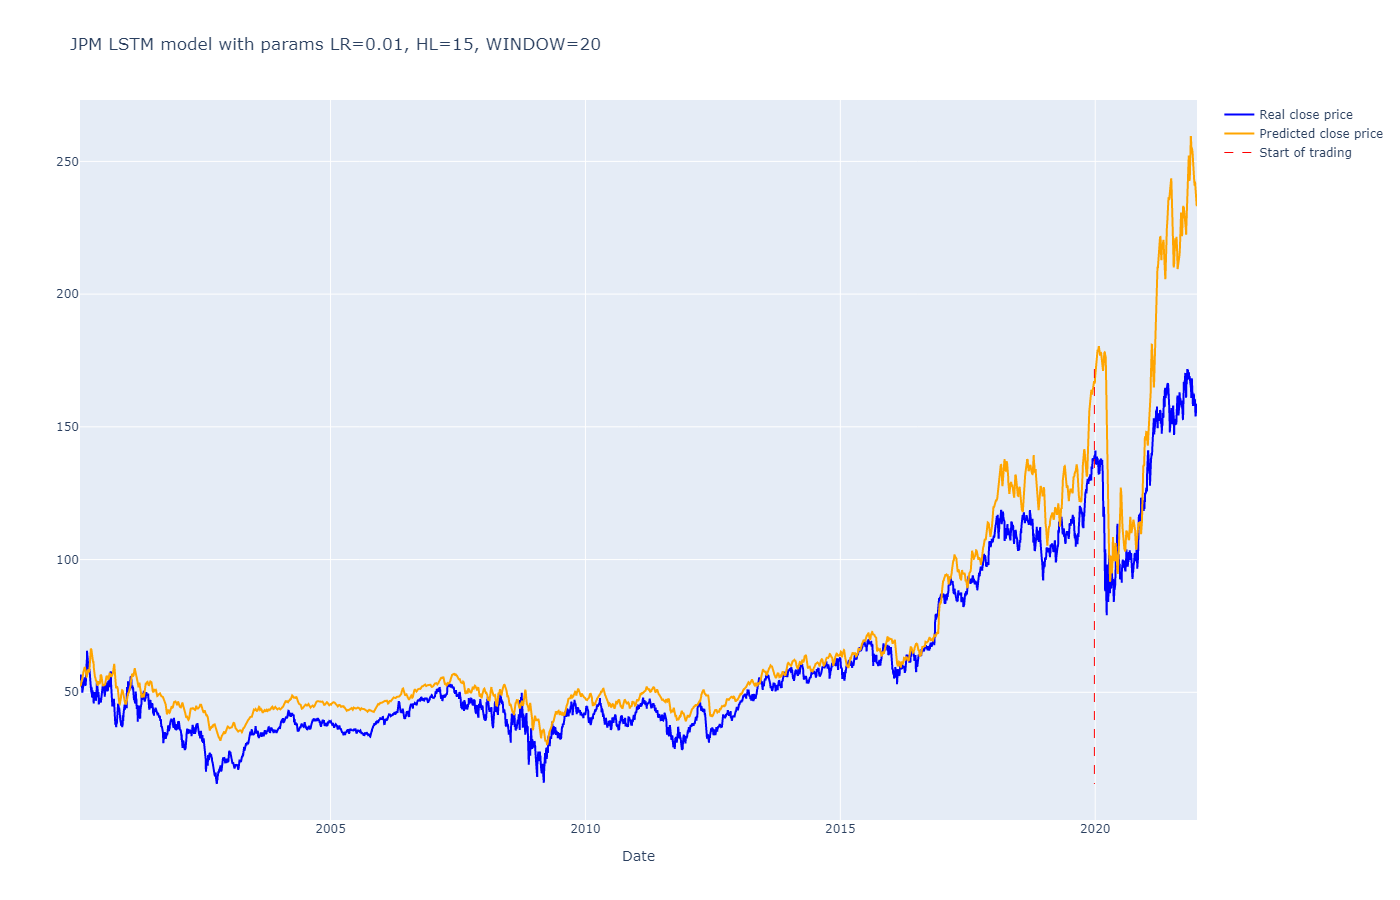 JPM LSTM model with params LR=0.01, HL=15, WINDOW=20
Real close price
Predicted close price
Start of trading
250
200
150
100
50
2005
2010
2015
2020
Date